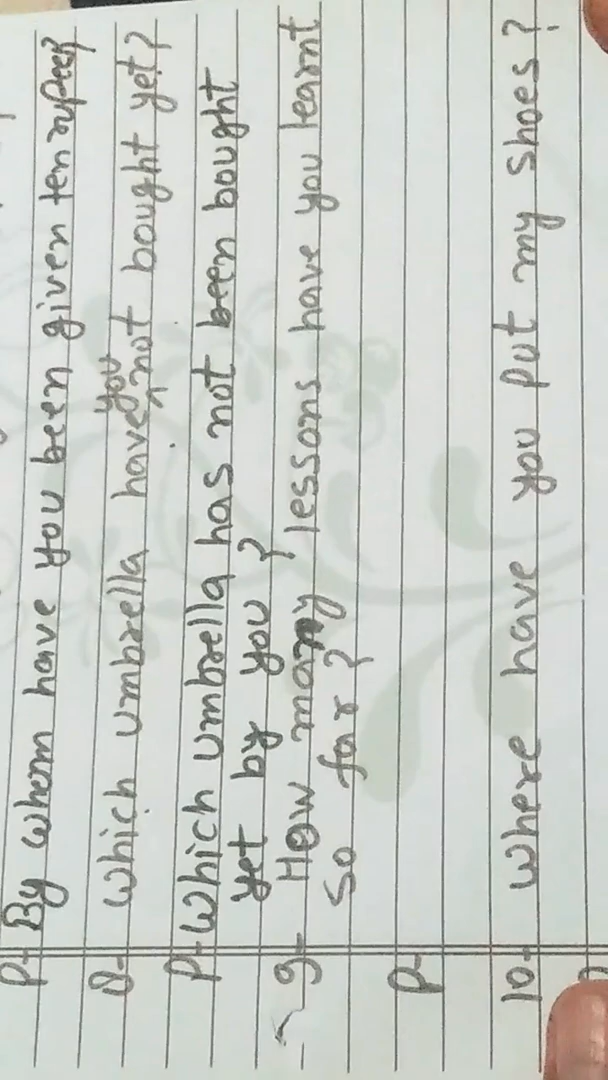 P- By whom have you been given ten rupees?
8- Which umbrella have you not bought yet?
P- Which umbrella has not been bought
yet by you?
9- How many lessons have you learnt
so far?
P-
10- where have you put my shoes?